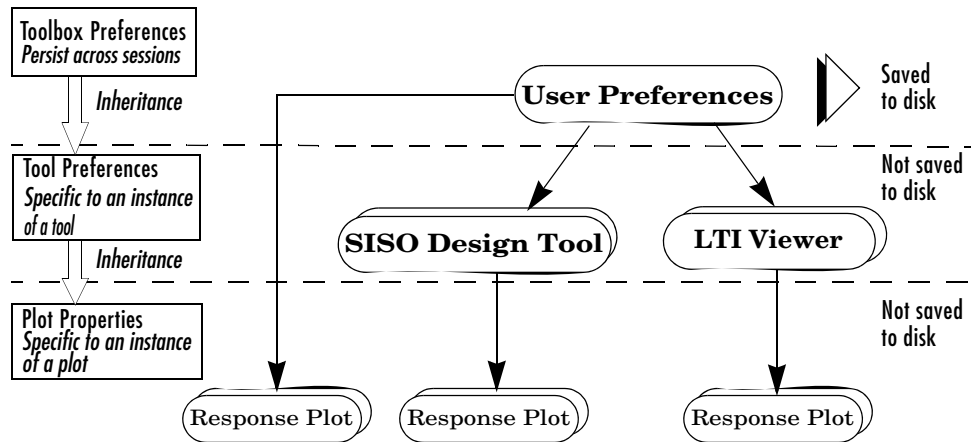 Toolbox Preferences
Persist across sessions
Inheritance
User Preferences
Saved
to disk
Tool Preferences
Specific to an instance
of a tool
Not saved
to disk
SISO Design Tool
LTI Viewer
Inheritance
Plot Properties
Specific to an instance
of a plot
Not saved
to disk
Response Plot
Response Plot
Response Plot